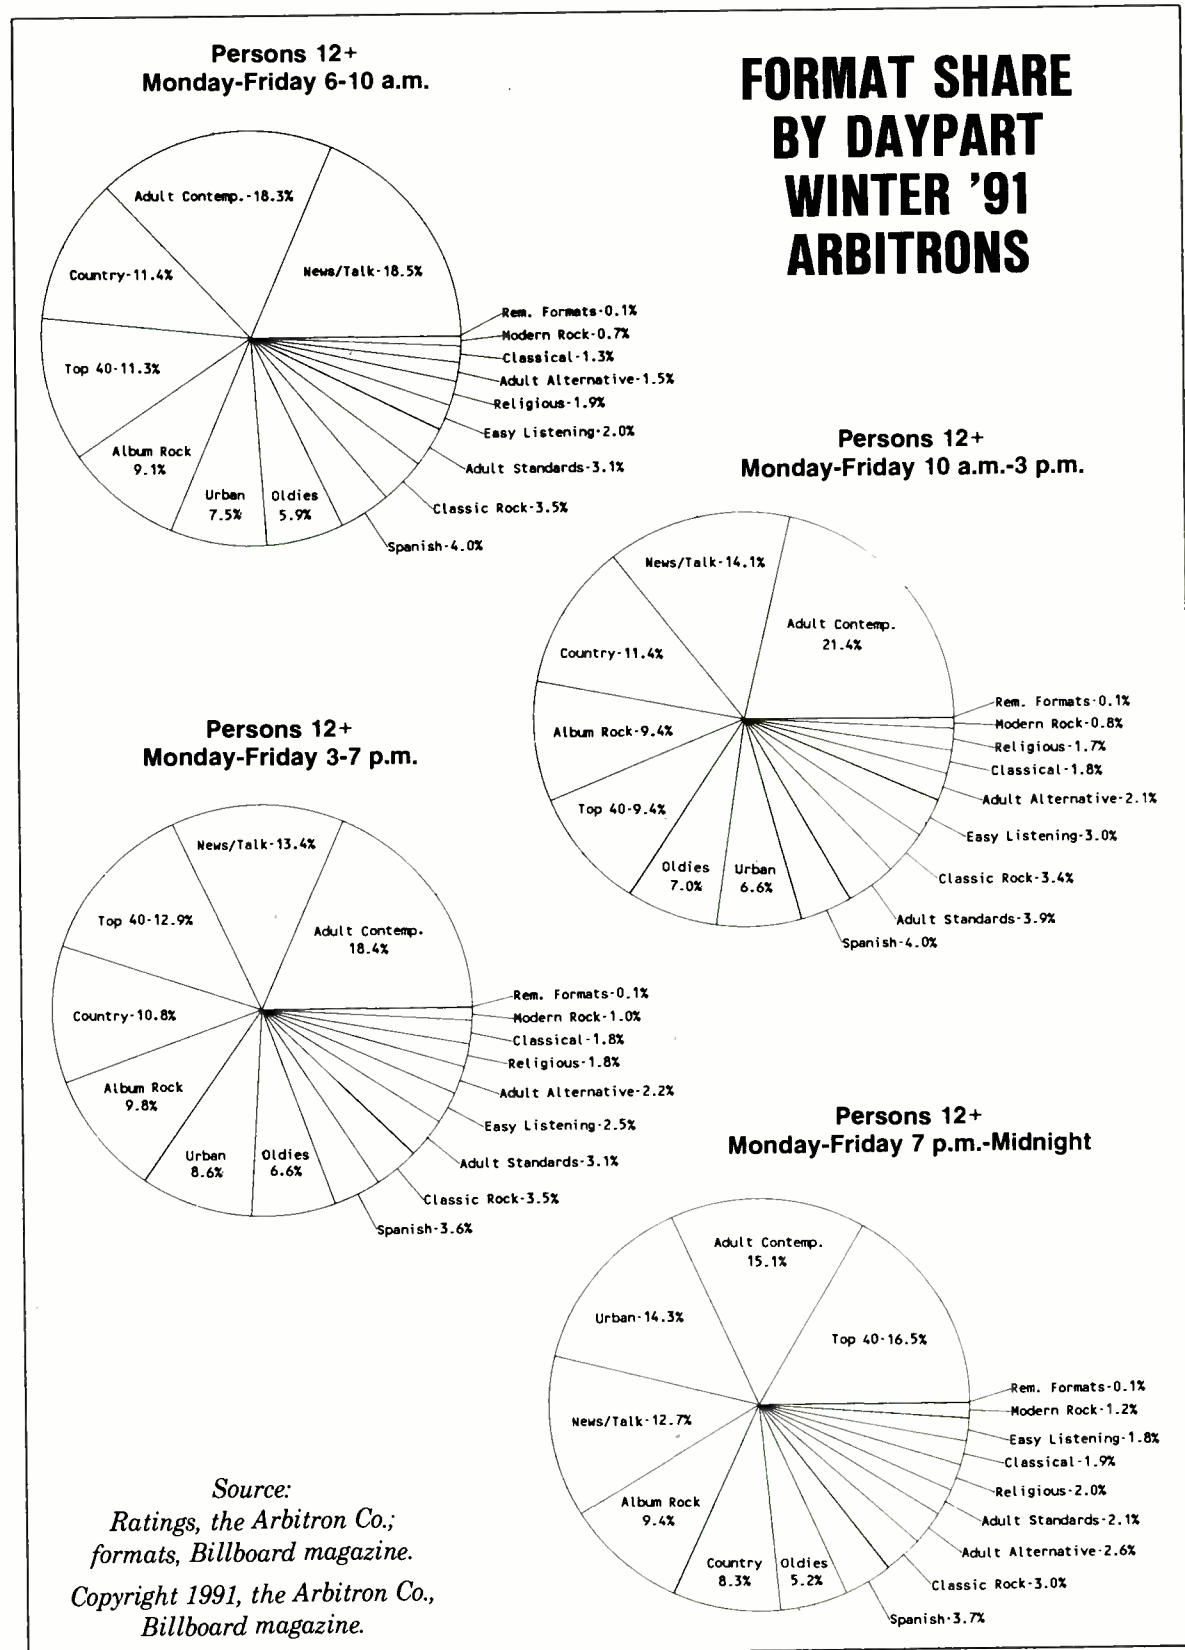 FORMAT SHARE
BY DAYPART
WINTER '91
ARBITRONS
Persons 12+
Monday-Friday 6-10 a.m.
Adult Contemp.-18.3%
News/Talk-18.5%
Country-11.4%
Top 40-11.3%
Album Rock
9.1%
Urban
7.5%
Oldies
5.9%
Rem. Formats-0.1%
Modern Rock-0.7%
Classical-1.3%
Adult Alternative-1.5%
Religious-1.9%
Easy Listening-2.0%
Adult Standards-3.1%
Classic Rock-3.5%
Spanish-4.0%
Persons 12+
Monday-Friday 10 a.m.-3 p.m.
News/Talk-14.1%
Adult Contemp.
21.4%
Country-11.4%
Album Rock-9.4%
Top 40-9.4%
Oldies
7.0%
Urban
6.6%
Rem. Formats-0.1%
Modern Rock-0.8%
Religious-1.7%
Classical-1.8%
Adult Alternative-2.1%
Easy Listening-3.0%
Classic Rock-3.4%
Adult Standards-3.9%
Spanish-4.0%
Persons 12+
Monday-Friday 3-7 p.m.
News/Talk-13.4%
Top 40-12.9%
Adult Contemp.
18.4%
Country-10.8%
Album Rock
9.8%
Urban
8.6%
Oldies
6.6%
Rem. Formats-0.1%
Modern Rock-1.0%
Classical-1.8%
Religious-1.8%
Adult Alternative-2.2%
Easy Listening-2.5%
Adult Standards-3.1%
Classic Rock-3.5%
Spanish-3.6%
Persons 12+
Monday-Friday 7 p.m.-Midnight
Adult Contemp.
15.1%
Urban-14.3%
Top 40-16.5%
News/Talk-12.7%
Album Rock
9.4%
Country
8.3%
Oldies
5.2%
Rem. Formats-0.1%
Modern Rock-1.2%
Easy Listening-1.8%
Classical-1.9%
Religious-2.0%
Adult Standards-2.1%
Adult Alternative-2.6%
Classic Rock-3.0%
Spanish-3.7%
Source:
Ratings, the Arbitron Co.;
formats, Billboard magazine.
Copyright 1991, the Arbitron Co.,
Billboard magazine.